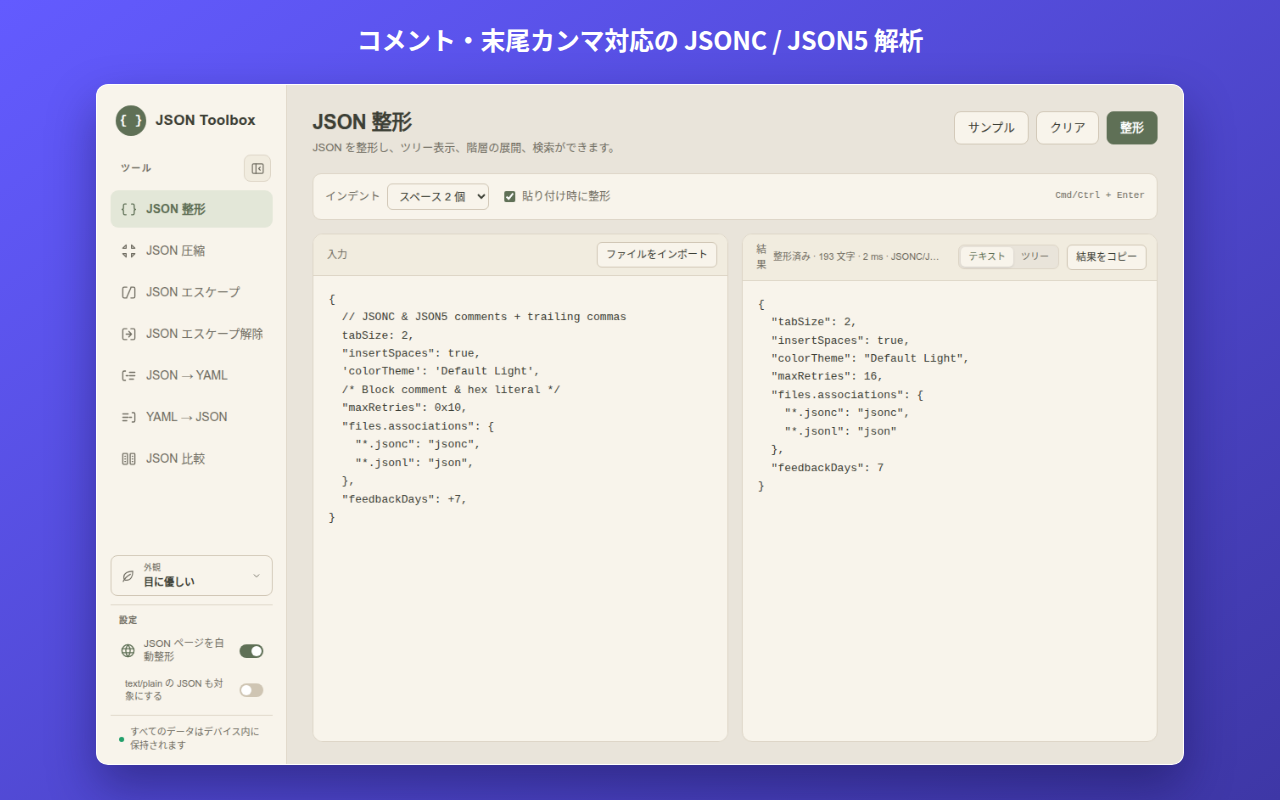 コメント・末尾カンマ対応の JSONC / JSON5 解析
{ } JSON Toolbox
ツール
JSON 整形
JSON 圧縮
JSON エスケープ
JSON エスケープ解除
JSON → YAML
YAML → JSON
JSON 比較
外観
目に優しい
設定
JSON ページを自
動整形
text/plain の JSON も対
象にする
すべてのデータはデバイス内に
保持されます
JSON 整形
JSON を整形し、ツリー表示、階層の展開、検索ができます。
サンプル
クリア
整形
インデント
スペース 2 個
貼り付け時に整形
Cmd/Ctrl + Enter
入力
ファイルをインポート
{
  // JSONC & JSON5 comments + trailing commas
  tabSize: 2,
  "insertSpaces": true,
  'colorTheme': 'Default Light',
  /* Block comment & hex literal */
  "maxRetries": 0x10,
  "files.associations": {
    "*.jsonc": "jsonc",
    "*.jsonl": "json",
  },
  "feedbackDays": +7,
}
結
果
整形済み · 193 文字 · 2 ms · JSONC/J...
テキスト
ツリー
結果をコピー
{
  "tabSize": 2,
  "insertSpaces": true,
  "colorTheme": "Default Light",
  "maxRetries": 16,
  "files.associations": {
    "*.jsonc": "jsonc",
    "*.jsonl": "json"
  },
  "feedbackDays": 7
}